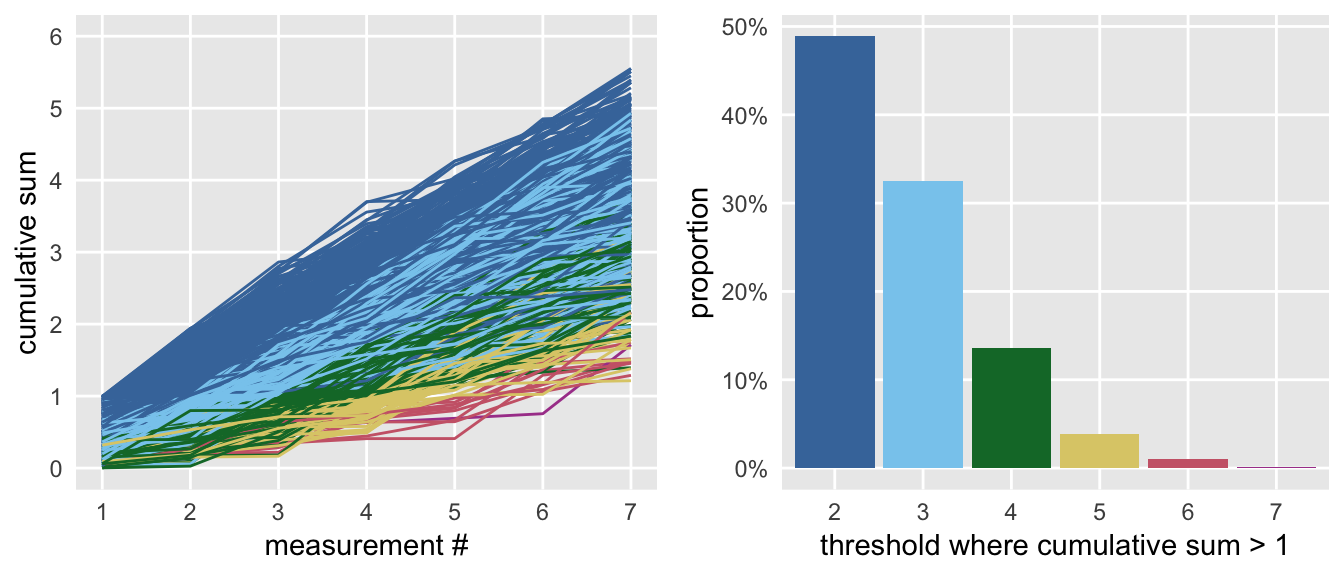 6
5
4
3
2
1
0
cumulative sum
1 2 3 4 5 6 7
measurement #
50%
40%
30%
20%
10%
0%
proportion
2 3 4 5 6 7
threshold where cumulative sum > 1